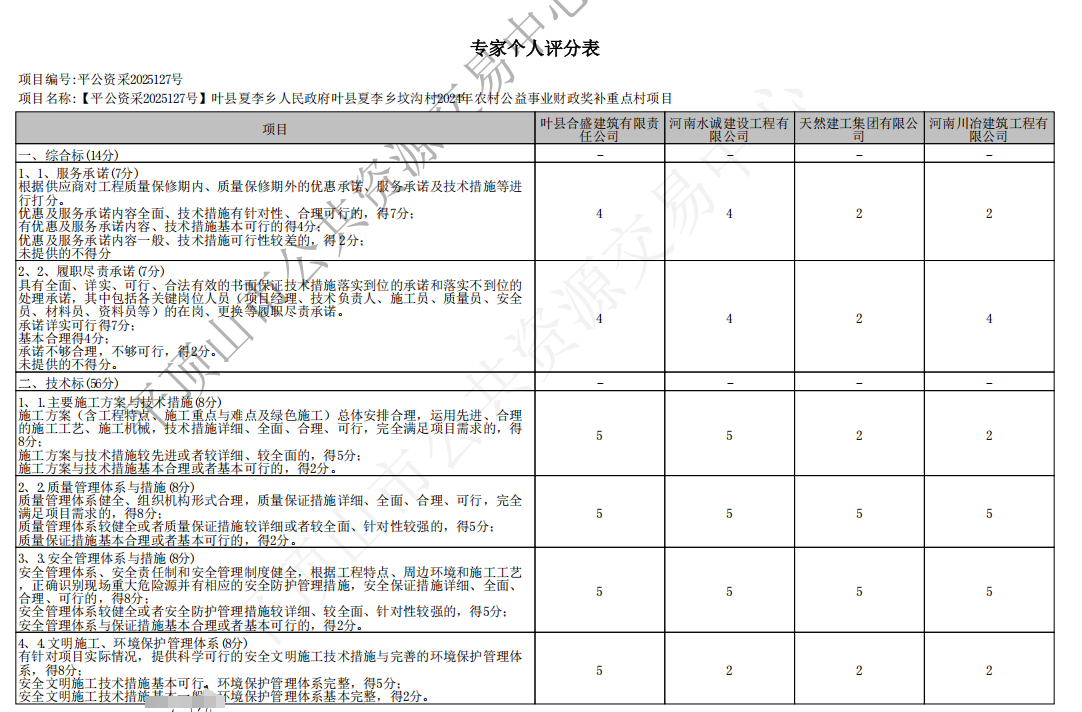 专家个人评分表
项目编号:平公资采2025127号
项目名称:【平公资采2025127号】叶县夏李乡人民政府叶县夏李乡坟沟村2024年农村公益事业财政奖补重点村项目
项目
叶县合盛建筑有限责
任公司
河南水诚建设工程有
限公司
天然建工集团有限公
司
河南川冶建筑工程有
限公司
一、综合标(14分)
－ － － －
1、1、服务承诺(7分)
根据供应商对工程质量保修期内、质量保修期外的优惠承诺、服务承诺及技术措施等进
行打分。
优惠及服务承诺内容全面、技术措施有针对性、合理可行的，得7分；
有优惠及服务承诺内容、技术措施基本可行的得4分；
优惠及服务承诺内容一般、技术措施可行性较差的，得2分；
未提供的不得分
4 4 2 2
2、2、履职尽责承诺(7分)
具有全面、详实、可行、合法有效的书面保证技术措施落实到位的承诺和落实不到位的
处理承诺，其中包括各关键岗位人员（项目经理、技术负责人、施工员、质量员、安全
员、材料员、资料员等）的在岗、更换等履职尽责承诺。
承诺详实可行得7分；
基本合理得4分；
承诺不够合理，不够可行，得2分。
未提供的不得分。
4 4 2 4
二、技术标(56分)
－ － － －
1、1.主要施工方案与技术措施(8分)
施工方案（含工程特点、施工重点与难点及绿色施工）总体安排合理，运用先进、合理
的施工工艺、施工机械，技术措施详细、全面、合理、可行，完全满足项目需求的，得
8分；
施工方案与技术措施较先进或者较详细、较全面的，得5分；
施工方案与技术措施基本合理或者基本可行的，得2分。
5 5 2 2
2、2.质量管理体系与措施(8分)
质量管理体系健全、组织机构形式合理，质量保证措施详细、全面、合理、可行，完全
满足项目需求的，得8分；
质量管理体系较健全或者质量保证措施较详细或者较全面、针对性较强的，得5分；
质量保证措施基本合理或者基本可行的，得2分。
5 5 5 5
3、3.安全管理体系与措施(8分)
安全管理体系、安全责任制和安全管理制度健全，根据工程特点、周边环境和施工工艺
，正确识别现场重大危险源并有相应的安全防护管理措施，安全保证措施详细、全面、
合理、可行的，得8分；
安全管理体系较健全或者安全防护管理措施较详细、较全面、针对性较强的，得5分；
安全管理体系与保证措施基本合理或者基本可行的，得2分。
5 5 5 5
4、4.文明施工、环境保护管理体系(8分)
有针对项目实际情况，提供科学可行的安全文明施工技术措施与完善的环境保护管理体
系，得8分；
安全文明施工技术措施基本可行，环境保护管理体系完整，得5分；
安全文明施工技术措施基本一般，环境保护管理体系基本完整，得2分。
5 2 2 2
平顶山市公共资源交易中心
平顶山市公共资源交易中心